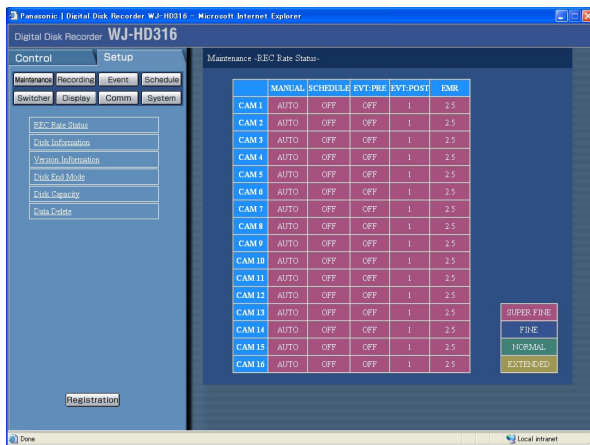 Panasonic | Digital Disk Recorder WJ-HD316 - Microsoft Internet Explorer
Digital Disk Recorder WJ-HD316
Control Setup
Maintenance Recording Event Schedule
Switcher Display Comm System
REC Rate Status
Disk Information
Version Information
Disk End Mode
Disk Capacity
Data Delete
Registration
Maintenance -REC Rate Status-
MANUAL SCHEDULE EVT:PRE EVT:POST EMR
CAM 1 AUTO OFF OFF 1 2.5
CAM 2 AUTO OFF OFF 1 2.5
CAM 3 AUTO OFF OFF 1 2.5
CAM 4 AUTO OFF OFF 1 2.5
CAM 5 AUTO OFF OFF 1 2.5
CAM 6 AUTO OFF OFF 1 2.5
CAM 7 AUTO OFF OFF 1 2.5
CAM 8 AUTO OFF OFF 1 2.5
CAM 9 AUTO OFF OFF 1 2.5
CAM 10 AUTO OFF OFF 1 2.5
CAM 11 AUTO OFF OFF 1 2.5
CAM 12 AUTO OFF OFF 1 2.5
CAM 13 AUTO OFF OFF 1 2.5
CAM 14 AUTO OFF OFF 1 2.5
CAM 15 AUTO OFF OFF 1 2.5
CAM 16 AUTO OFF OFF 1 2.5
SUPER FINE
FINE
NORMAL
EXTENDED
Done
Local intranet